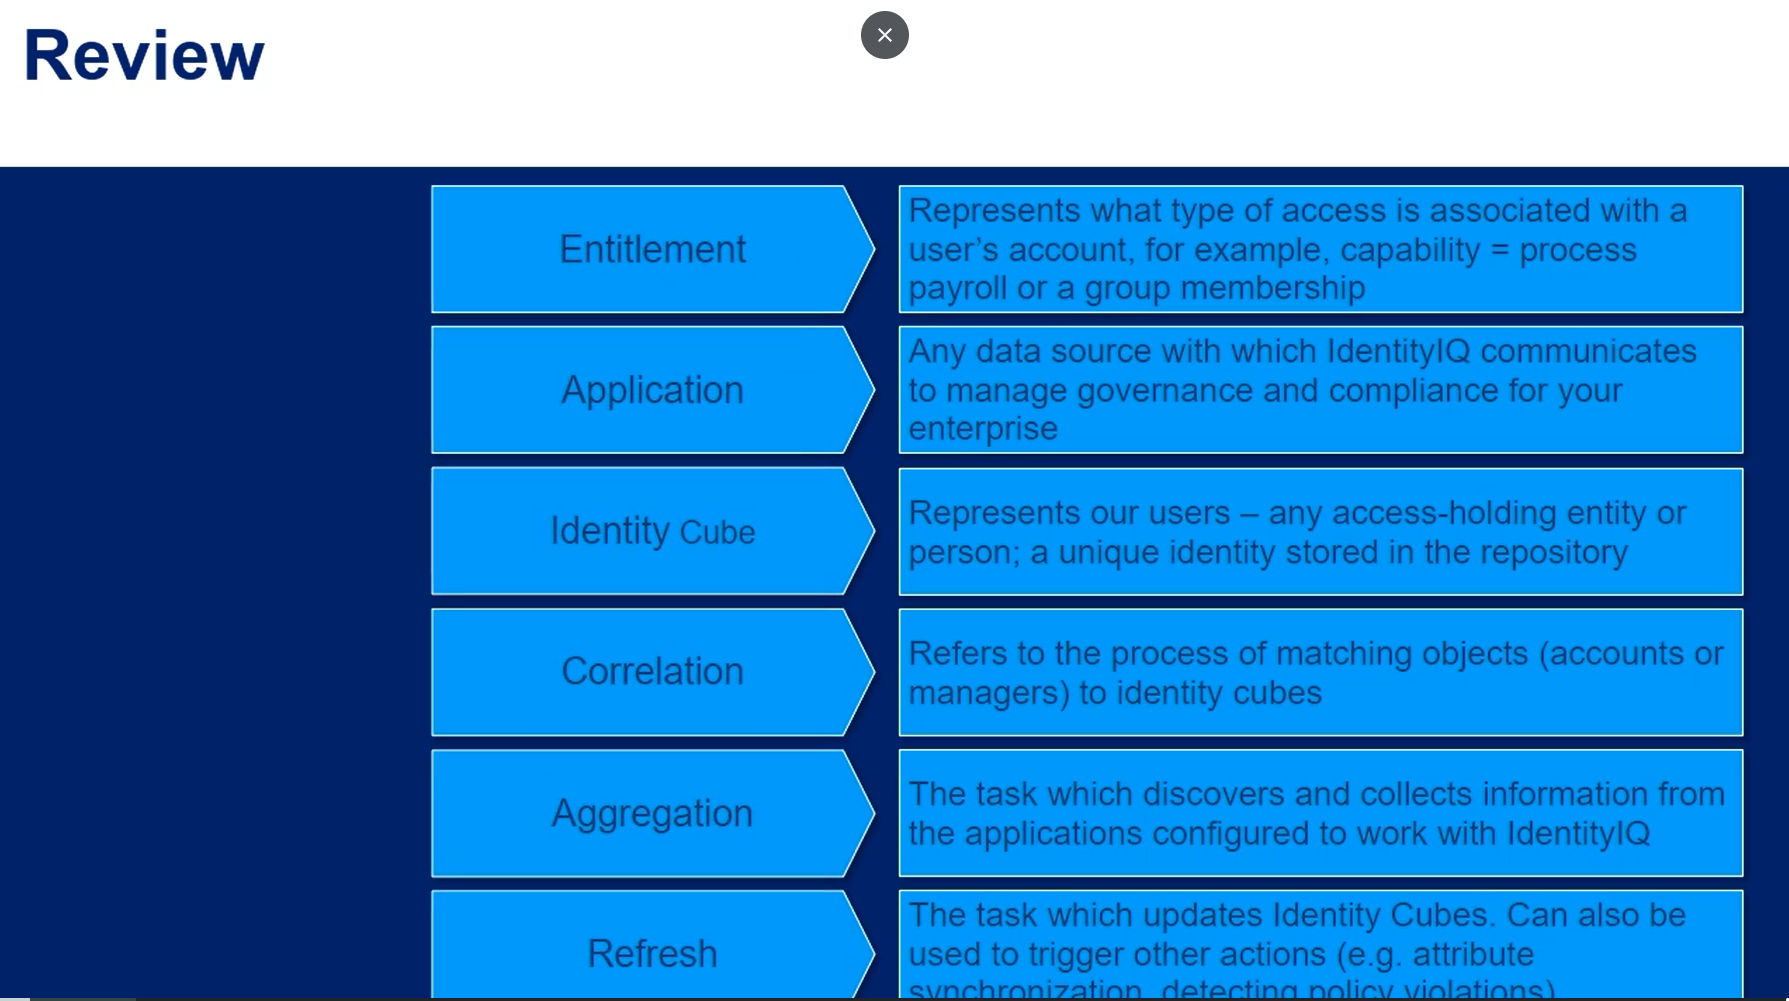 Review
Entitlement
Represents what type of access is associated with a
user’s account, for example, capability = process
payroll or a group membership
Application
Any data source with which IdentityIQ communicates
to manage governance and compliance for your
enterprise
Identity Cube
Represents our users – any access-holding entity or
person; a unique identity stored in the repository
Correlation
Refers to the process of matching objects (accounts or
managers) to identity cubes
Aggregation
The task which discovers and collects information from
the applications configured to work with IdentityIQ
Refresh
The task which updates Identity Cubes. Can also be
used to trigger other actions (e.g. attribute
synchronization, detecting policy violations)